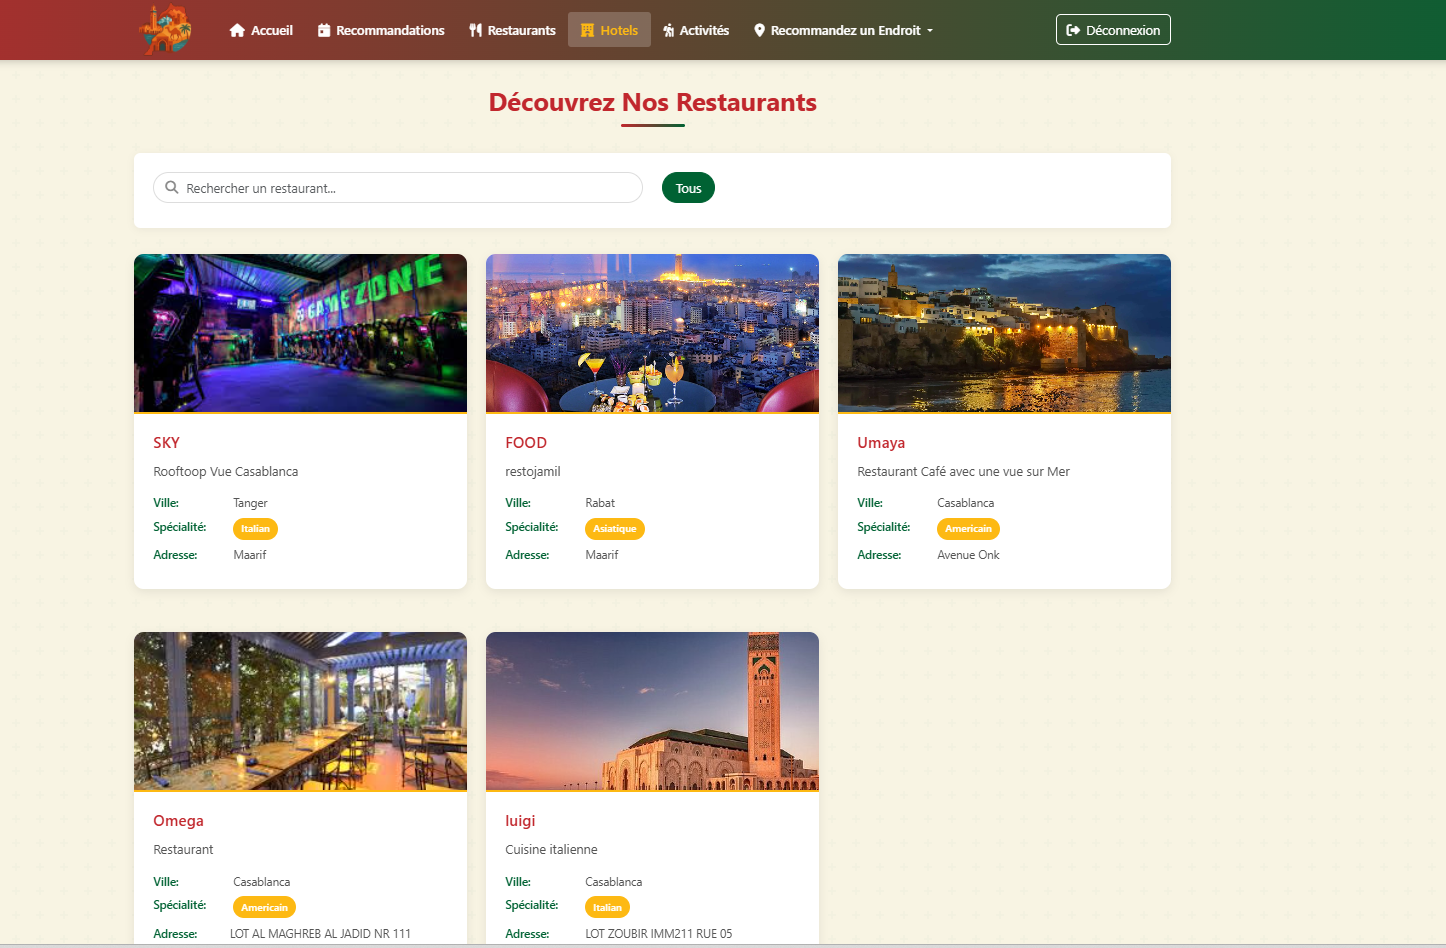 Accueil Recommandations Restaurants Hotels Activités Recommandez un Endroit Déconnexion
Découvrez Nos Restaurants
Rechercher un restaurant... Tous
GAMEZONE
SKY
Rooftoop Vue Casablanca
Ville: Tanger
Spécialité: Italian
Adresse: Maarif
FOOD
restojamil
Ville: Rabat
Spécialité: Asiatique
Adresse: Maarif
Umaya
Restaurant Café avec une vue sur Mer
Ville: Casablanca
Spécialité: Americain
Adresse: Avenue Onk
Omega
Restaurant
Ville: Casablanca
Spécialité: Americain
Adresse: LOT AL MAGHREB AL JADID NR 111
luigi
Cuisine italienne
Ville: Casablanca
Spécialité: Italian
Adresse: LOT ZOUBIR IMM211 RUE 05